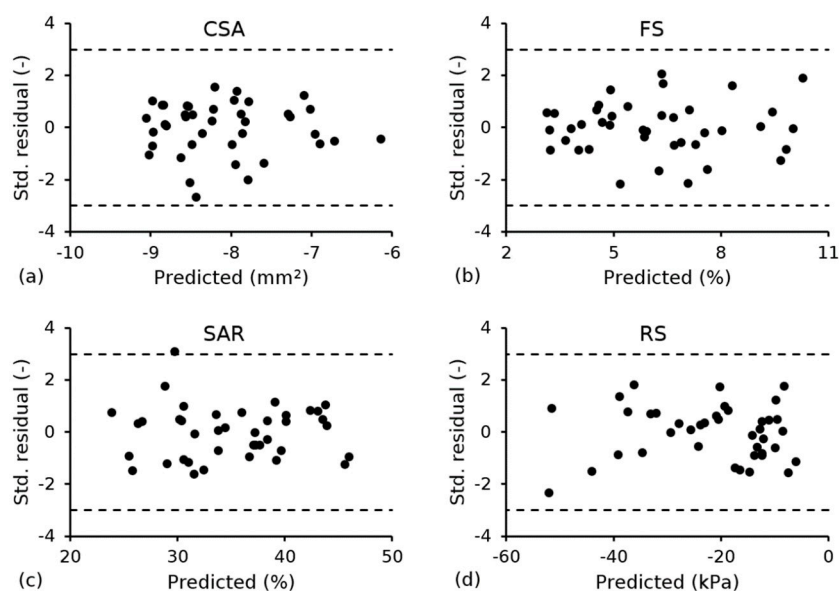 CSA
4
2
0
-2
-4
Std. residual (-)
-10 -9 -8 -7 -6
(a) Predicted (mm²)
FS
4
2
0
-2
-4
Std. residual (-)
2 5 8 11
(b) Predicted (%)
SAR
4
2
0
-2
-4
Std. residual (-)
20 30 40 50
(c) Predicted (%)
RS
4
2
0
-2
-4
Std. residual (-)
-60 -40 -20 0
(d) Predicted (kPa)